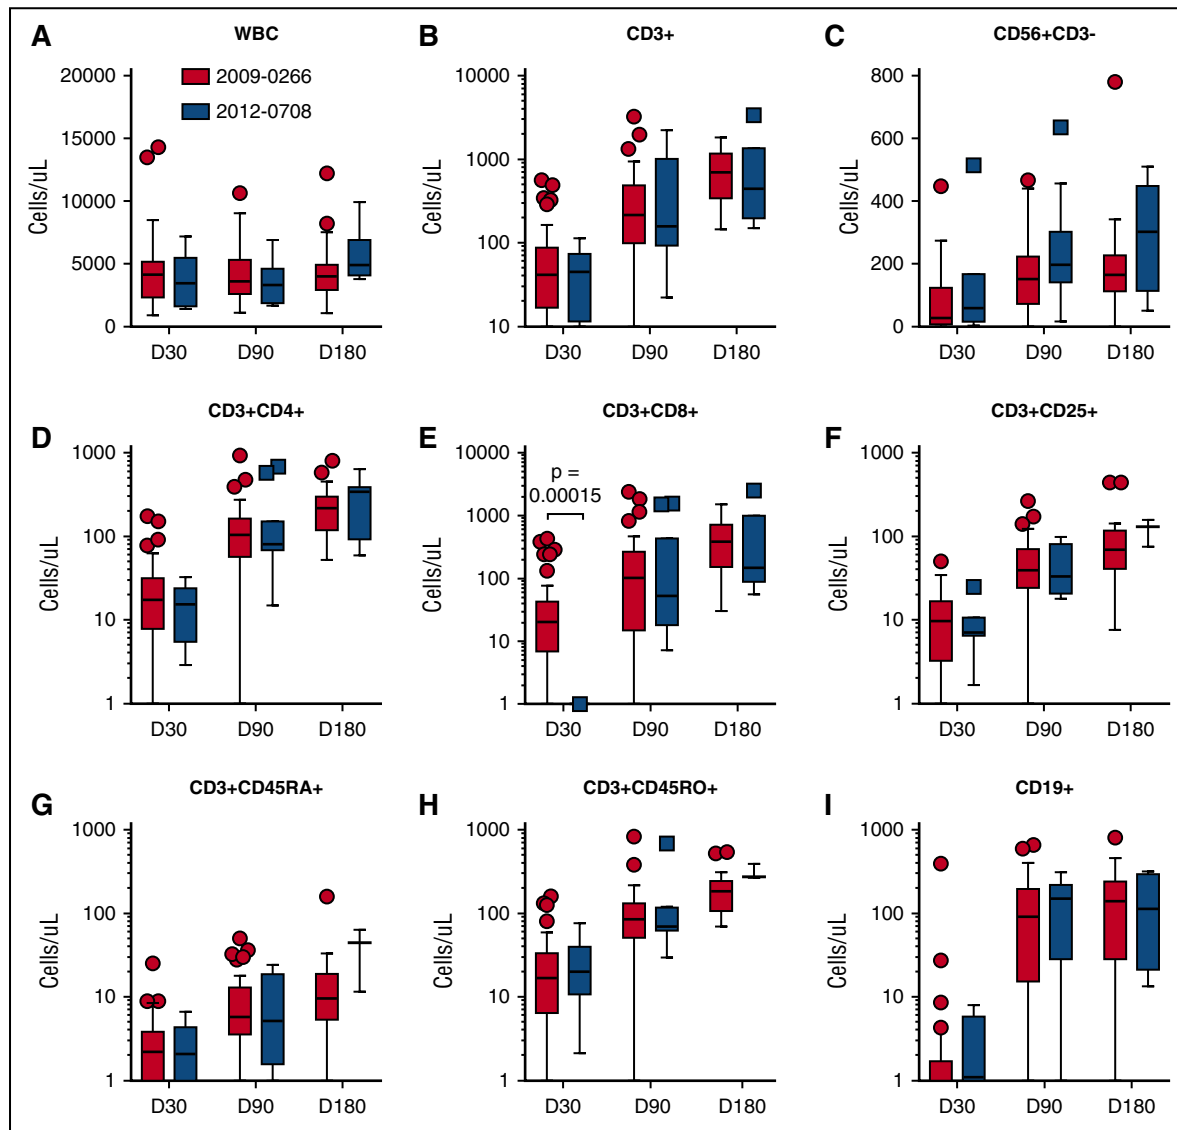 A WBC
2009-0266
2012-0708
Cells/uL
20000
15000
10000
5000
0
D30 D90 D180
B CD3+
Cells/uL
10000
1000
100
10
D30 D90 D180
C CD56+CD3-
Cells/uL
800
600
400
200
0
D30 D90 D180
D CD3+CD4+
Cells/uL
1000
100
10
1
D30 D90 D180
E CD3+CD8+
p =
0.00015
Cells/uL
10000
1000
100
10
1
D30 D90 D180
F CD3+CD25+
Cells/uL
1000
100
10
1
D30 D90 D180
G CD3+CD45RA+
Cells/uL
1000
100
10
1
D30 D90 D180
H CD3+CD45RO+
Cells/uL
1000
100
10
1
D30 D90 D180
I CD19+
Cells/uL
1000
100
10
1
D30 D90 D180